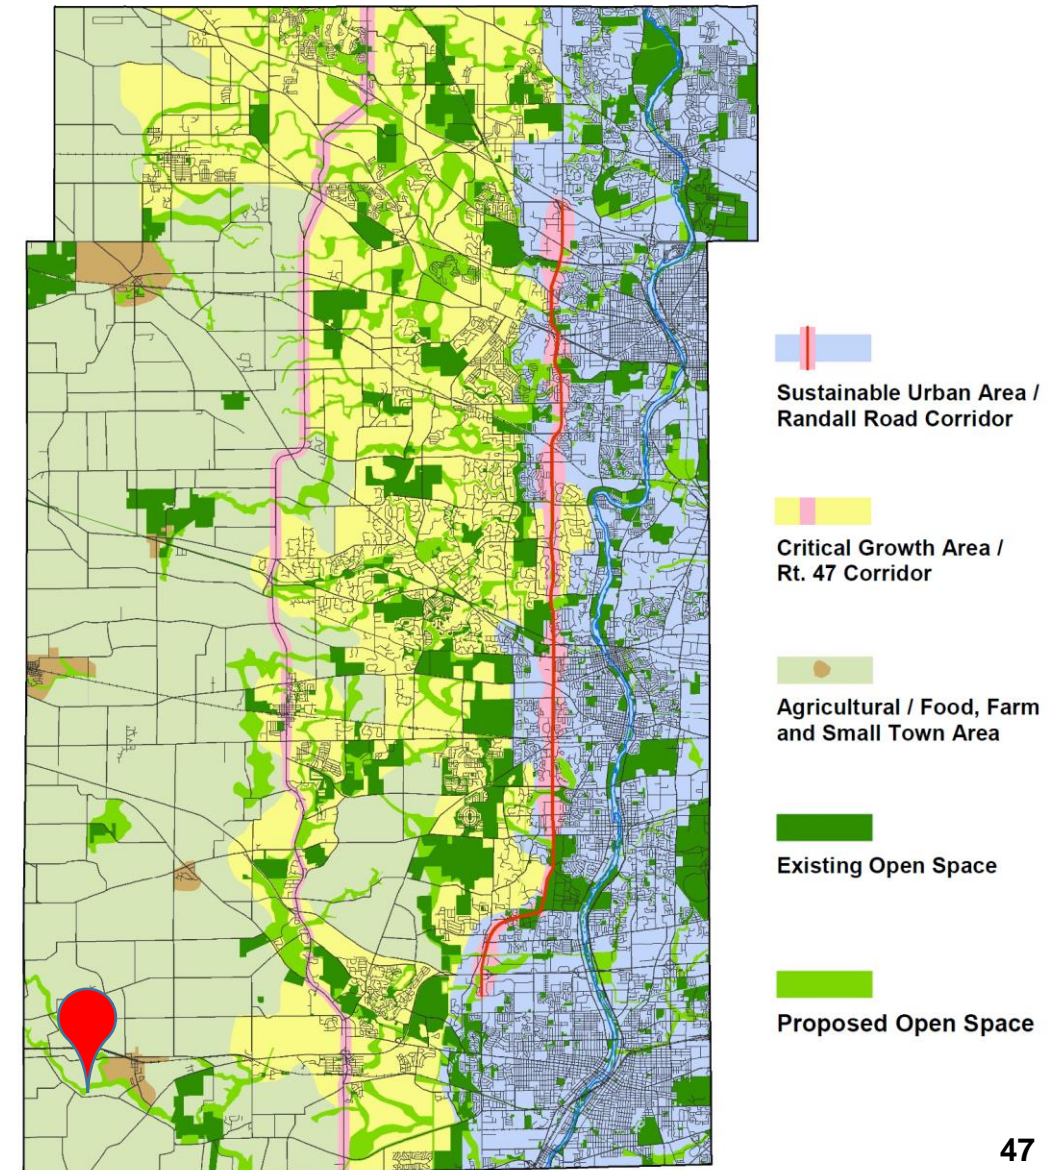 Sustainable Urban Area /
Randall Road Corridor
Critical Growth Area /
Rt. 47 Corridor
Agricultural / Food, Farm
and Small Town Area
Existing Open Space
Proposed Open Space
47